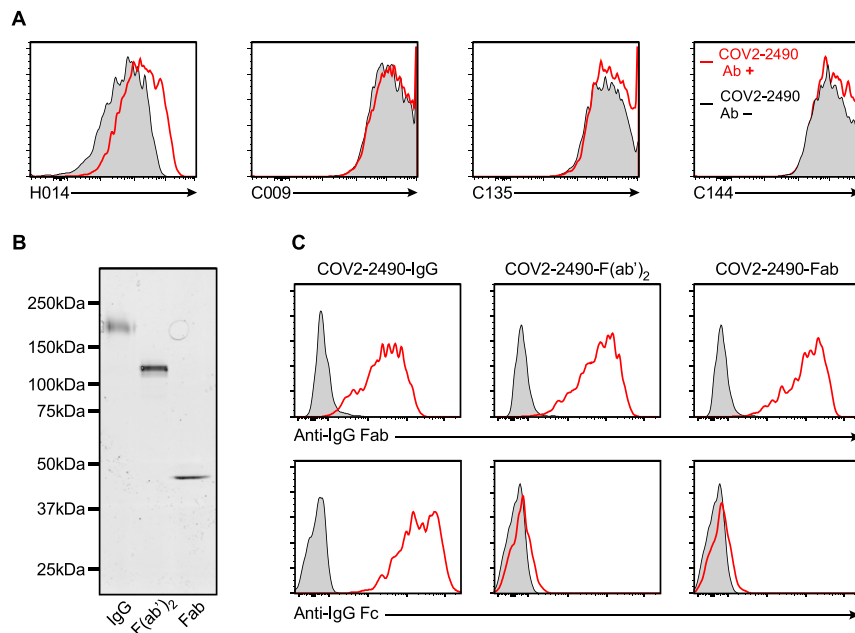 A
COV2-2490
Ab +
COV2-2490
Ab –
H014
C009
C135
C144
B
250kDa
150kDa
100kDa
75kDa
50kDa
37kDa
25kDa
IgG
F(ab')2
Fab
C
COV2-2490-IgG
COV2-2490-F(ab')₂
COV2-2490-Fab
Anti-IgG Fab
Anti-IgG Fc